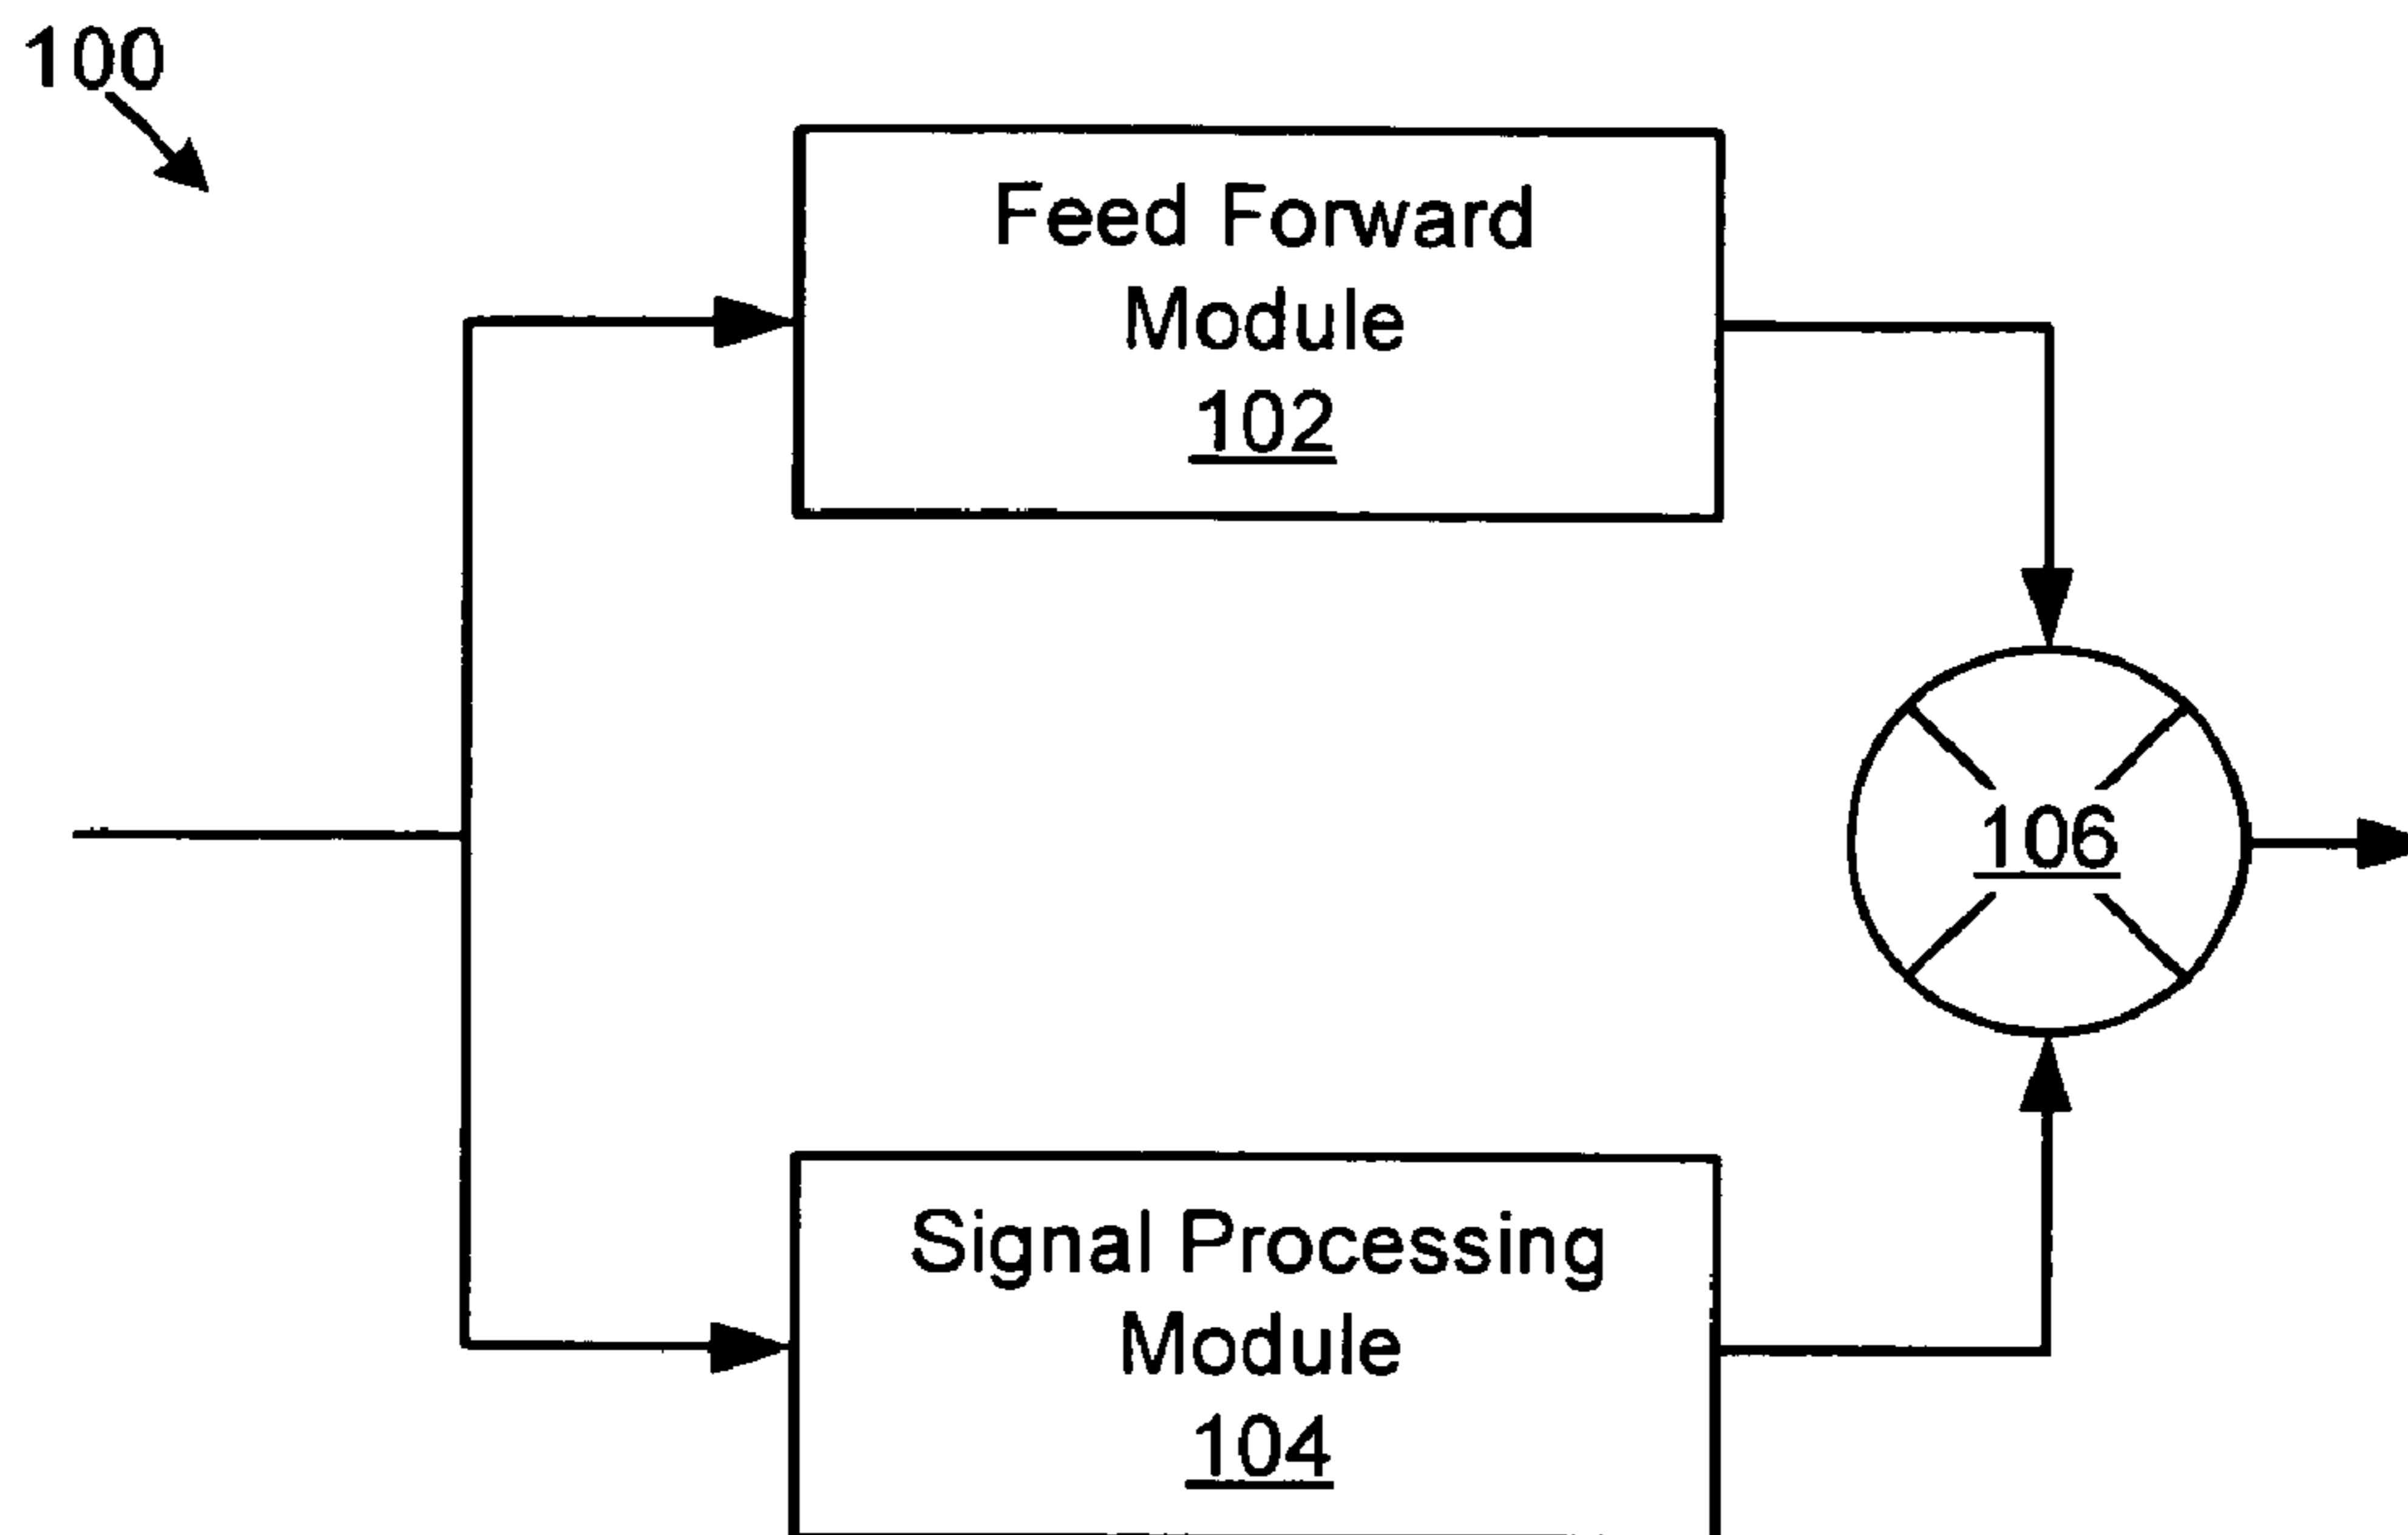 100
Feed Forward
Module
102
106
Signal Processing
Module
104